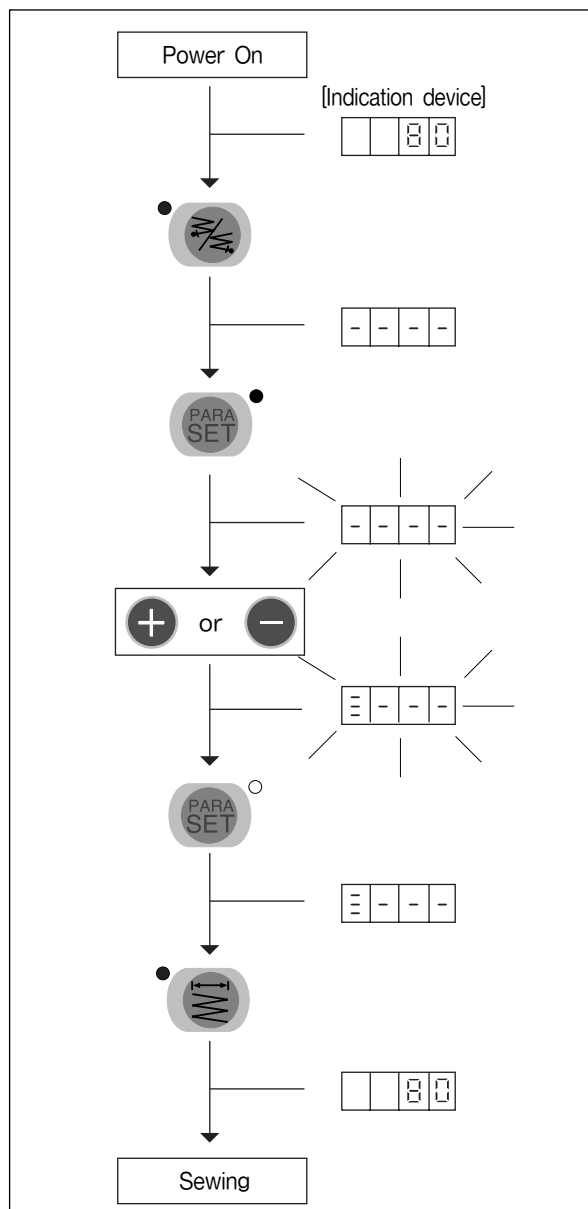 Power On
[Indication device]
80
- - - -
PARA
SET
- - - -
+ or −
≡ - - -
PARA
SET
≡ - - -
80
Sewing